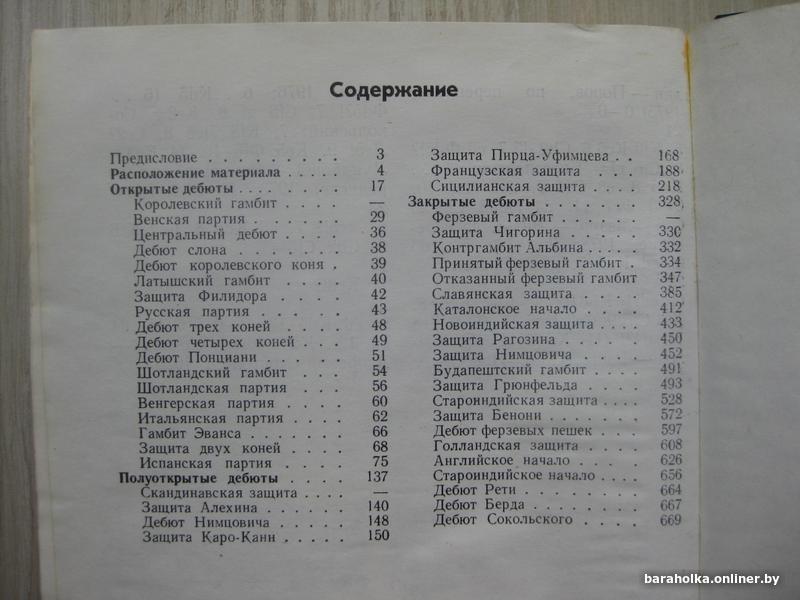 Содержание
Предисловие . . . . . . . . . 3
Расположение материала . . . . . 4
Открытые дебюты . . . . . . 17
Королевский гамбит . . . . —
Венская партия . . . . . . 29
Центральный дебют . . . . 36
Дебют слона . . . . . . . 38
Дебют королевского коня . 39
Латышский гамбит . . . . 40
Защита Филидора . . . . 42
Русская партия . . . . . 43
Дебют трех коней . . . . 48
Дебют четырех коней . . . 49
Дебют Понциани . . . . . 51
Шотландский гамбит . . . 54
Шотландская партия . . . 56
Венгерская партия . . . . 60
Итальянская партия . . . . 62
Гамбит Эванса . . . . . . 66
Защита двух коней . . . . 68
Испанская партия . . . . 75
Полуоткрытые дебюты . . . . 137
Скандинавская защита . . . . —
Защита Алехина . . . . . . 140
Дебют Нимцовича . . . . . 148
Защита Каро-Канн . . . . . 150
Защита Пирца-Уфимцева . . 168
Французская защита . . . 188
Сицилианская защита . . . . 218
Закрытые дебюты . . . . . . . 328
Ферзевый гамбит . . . . . . —
Защита Чигорина . . . . . 330
Контргамбит Альбина . . . . . 332
Принятый ферзевый гамбит . 334
Отказанный ферзевый гамбит 347
Славянская защита . . . . . 385
Каталонское начало . . . . 412
Новоиндийская защита . . . . 433
Защита Рагозина . . . . . 450
Защита Нимцовича . . . . . 452
Будапештский гамбит . . . . 491
Защита Грюнфельда . . . . 493
Староиндийская защита . . . . 528
Защита Бенони . . . . . . . 572
Дебют ферзевых пешек . . . 597
Голландская защита . . . . 608
Английское начало . . . . . 626
Староиндийское начало . . . . 656
Дебют Рети . . . . . . . . 664
Дебют Берда . . . . . . . 667
Дебют Сокольского . . . . 669
baraholka.onliner.by